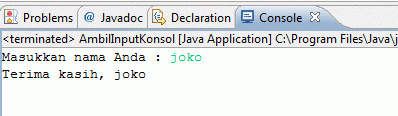 Problems @ Javadoc Declaration Console
<terminated> AmbilInputKonsol [Java Application] C:\Program Files\Java\j
Masukkan nama Anda : joko
Terima kasih, joko